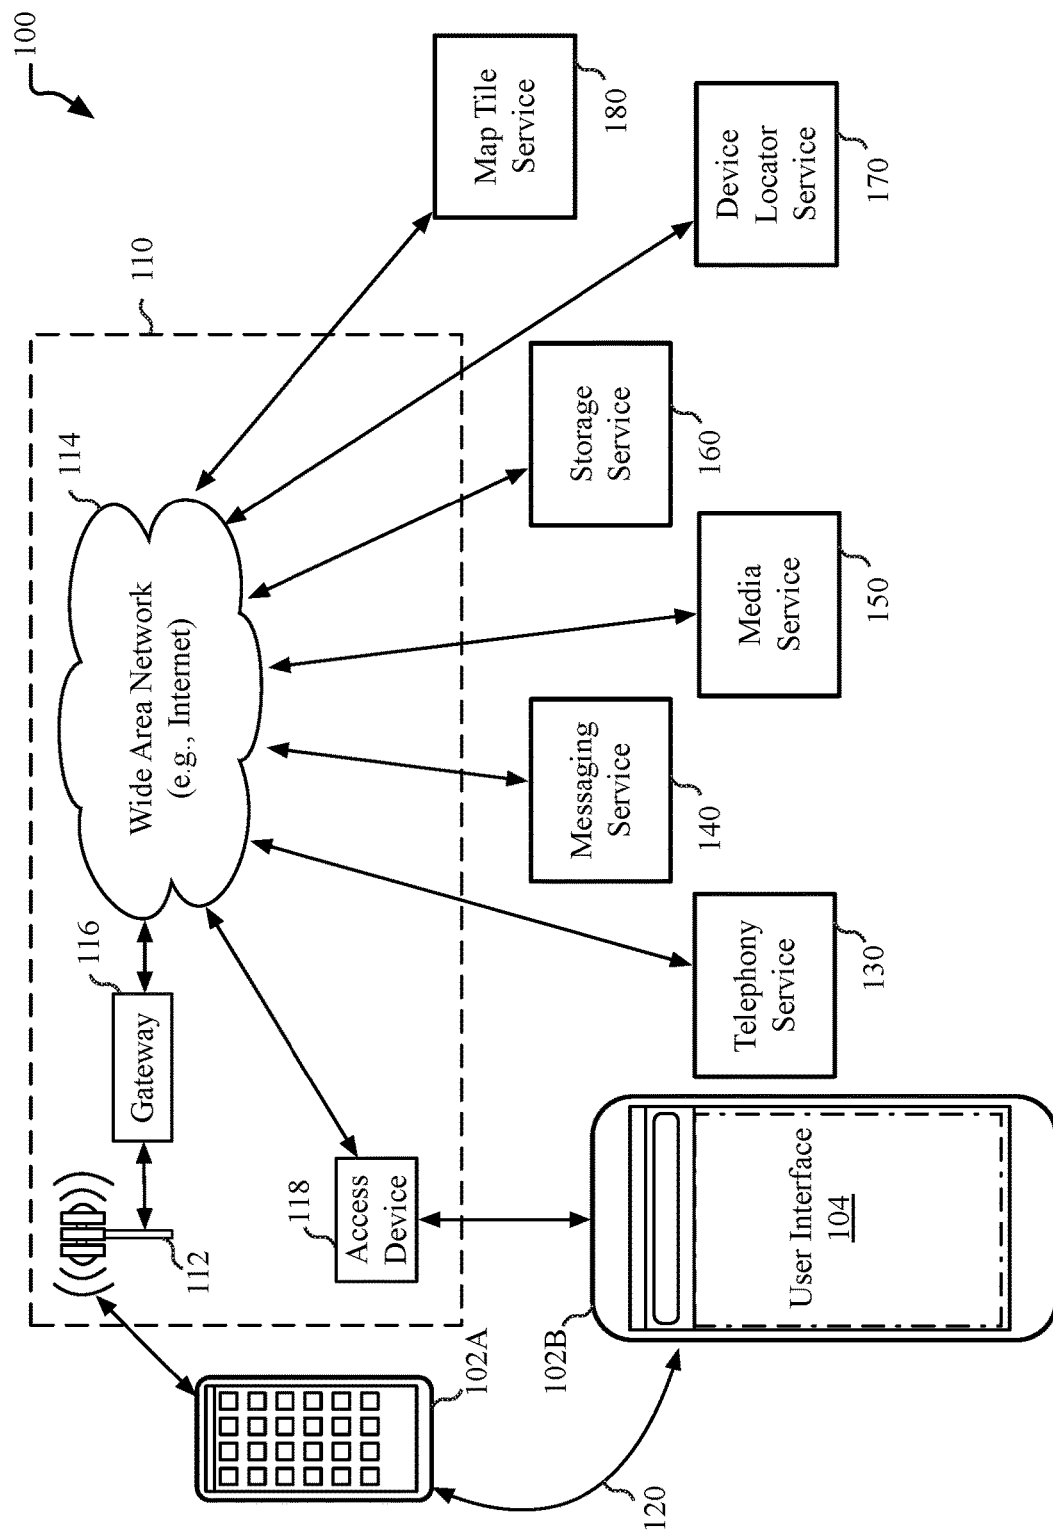 100
110
114
Wide Area Network
(e.g., Internet)
116
Gateway
112
118
Access
Device
102A
102B
120
User Interface
104
Telephony
Service
130
Messaging
Service
140
Media
Service
150
Storage
Service
160
Device
Locator
Service
170
Map Tile
Service
180